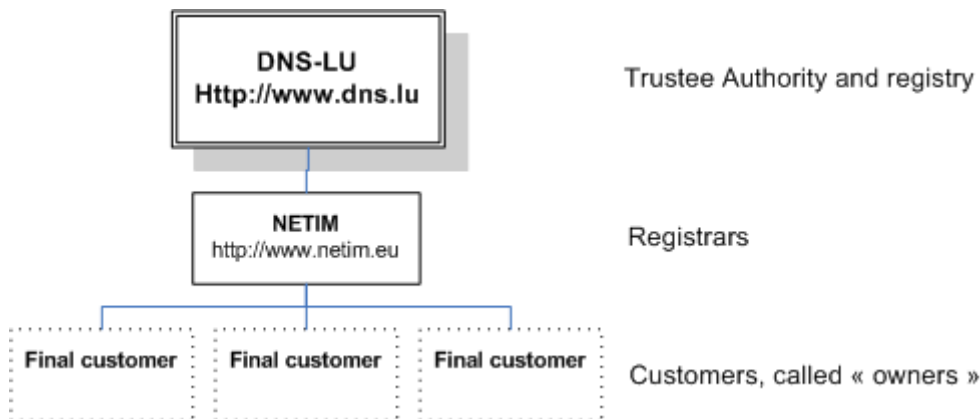 DNS-LU
Http://www.dns.lu
Trustee Authority and registry
NETIM
http://www.netim.eu
Registrars
Final customer
Final customer
Final customer
Customers, called « owners »